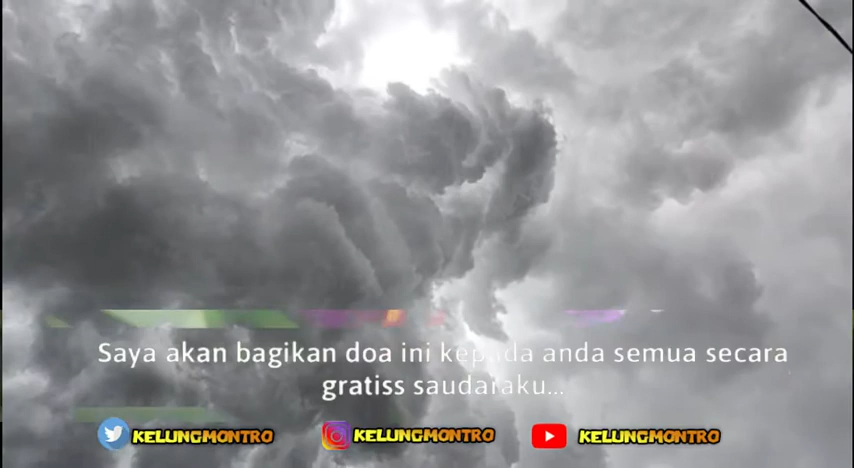 Saya akan bagikan doa ini kepada anda semua secara
gratiss saudaraku...
KELUNGMONTRO KELUNGMONTRO KELUNGMONTRO